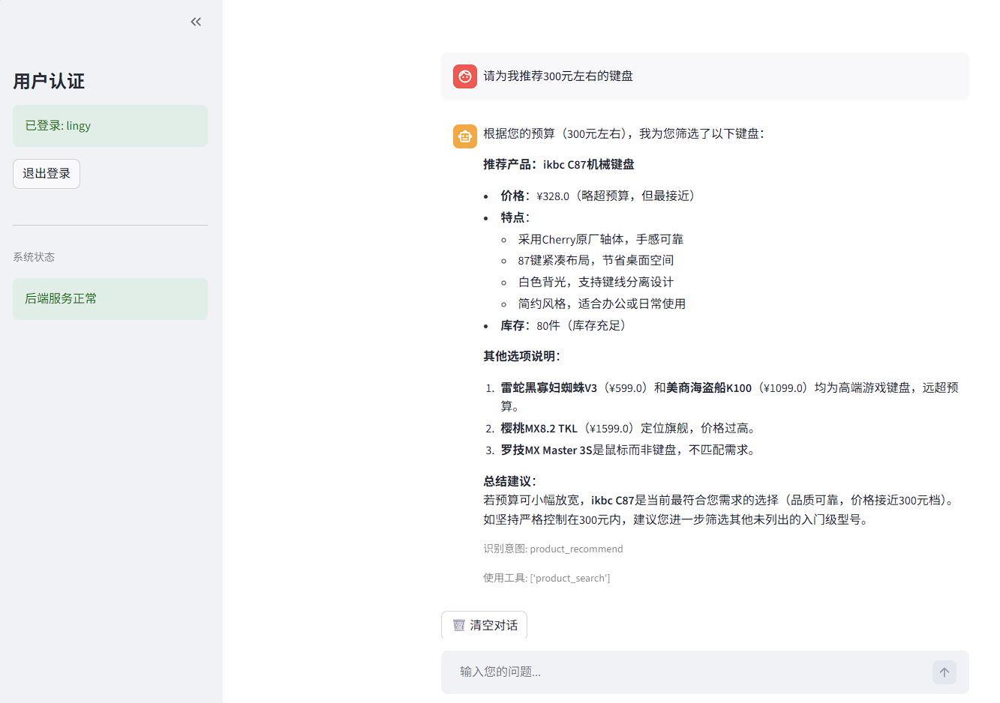 用户认证
已登录: lingy
退出登录
系统状态
后端服务正常
请为我推荐300元左右的键盘
根据您的预算（300元左右），我为您筛选了以下键盘：
推荐产品：ikbc C87机械键盘
• 价格：¥328.0（略超预算，但最接近）
• 特点：
◦ 采用Cherry原厂轴体，手感可靠
◦ 87键紧凑布局，节省桌面空间
◦ 白色背光，支持键线分离设计
◦ 简约风格，适合办公或日常使用
• 库存：80件（库存充足）
其他选项说明：
1. 雷蛇黑寡妇蜘蛛V3（¥599.0）和美商海盗船K100（¥1099.0）均为高端游戏键盘，远超预
算。
2. 樱桃MX8.2 TKL（¥1599.0）定位旗舰，价格过高。
3. 罗技MX Master 3S是鼠标而非键盘，不匹配需求。
总结建议：
若预算可小幅放宽，ikbc C87是当前最符合您需求的选择（品质可靠，价格接近300元档）。
如坚持严格控制在300元内，建议您进一步筛选其他未列出的入门级型号。
识别意图: product_recommend
使用工具: ['product_search']
清空对话
输入您的问题...